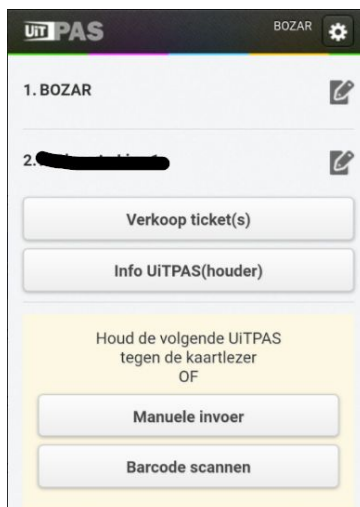 UiTPAS
BOZAR
1. BOZAR
2.
Verkoop ticket(s)
Info UiTPAS(houder)
Houd de volgende UiTPAS
tegen de kaartlezer
OF
Manuele invoer
Barcode scannen